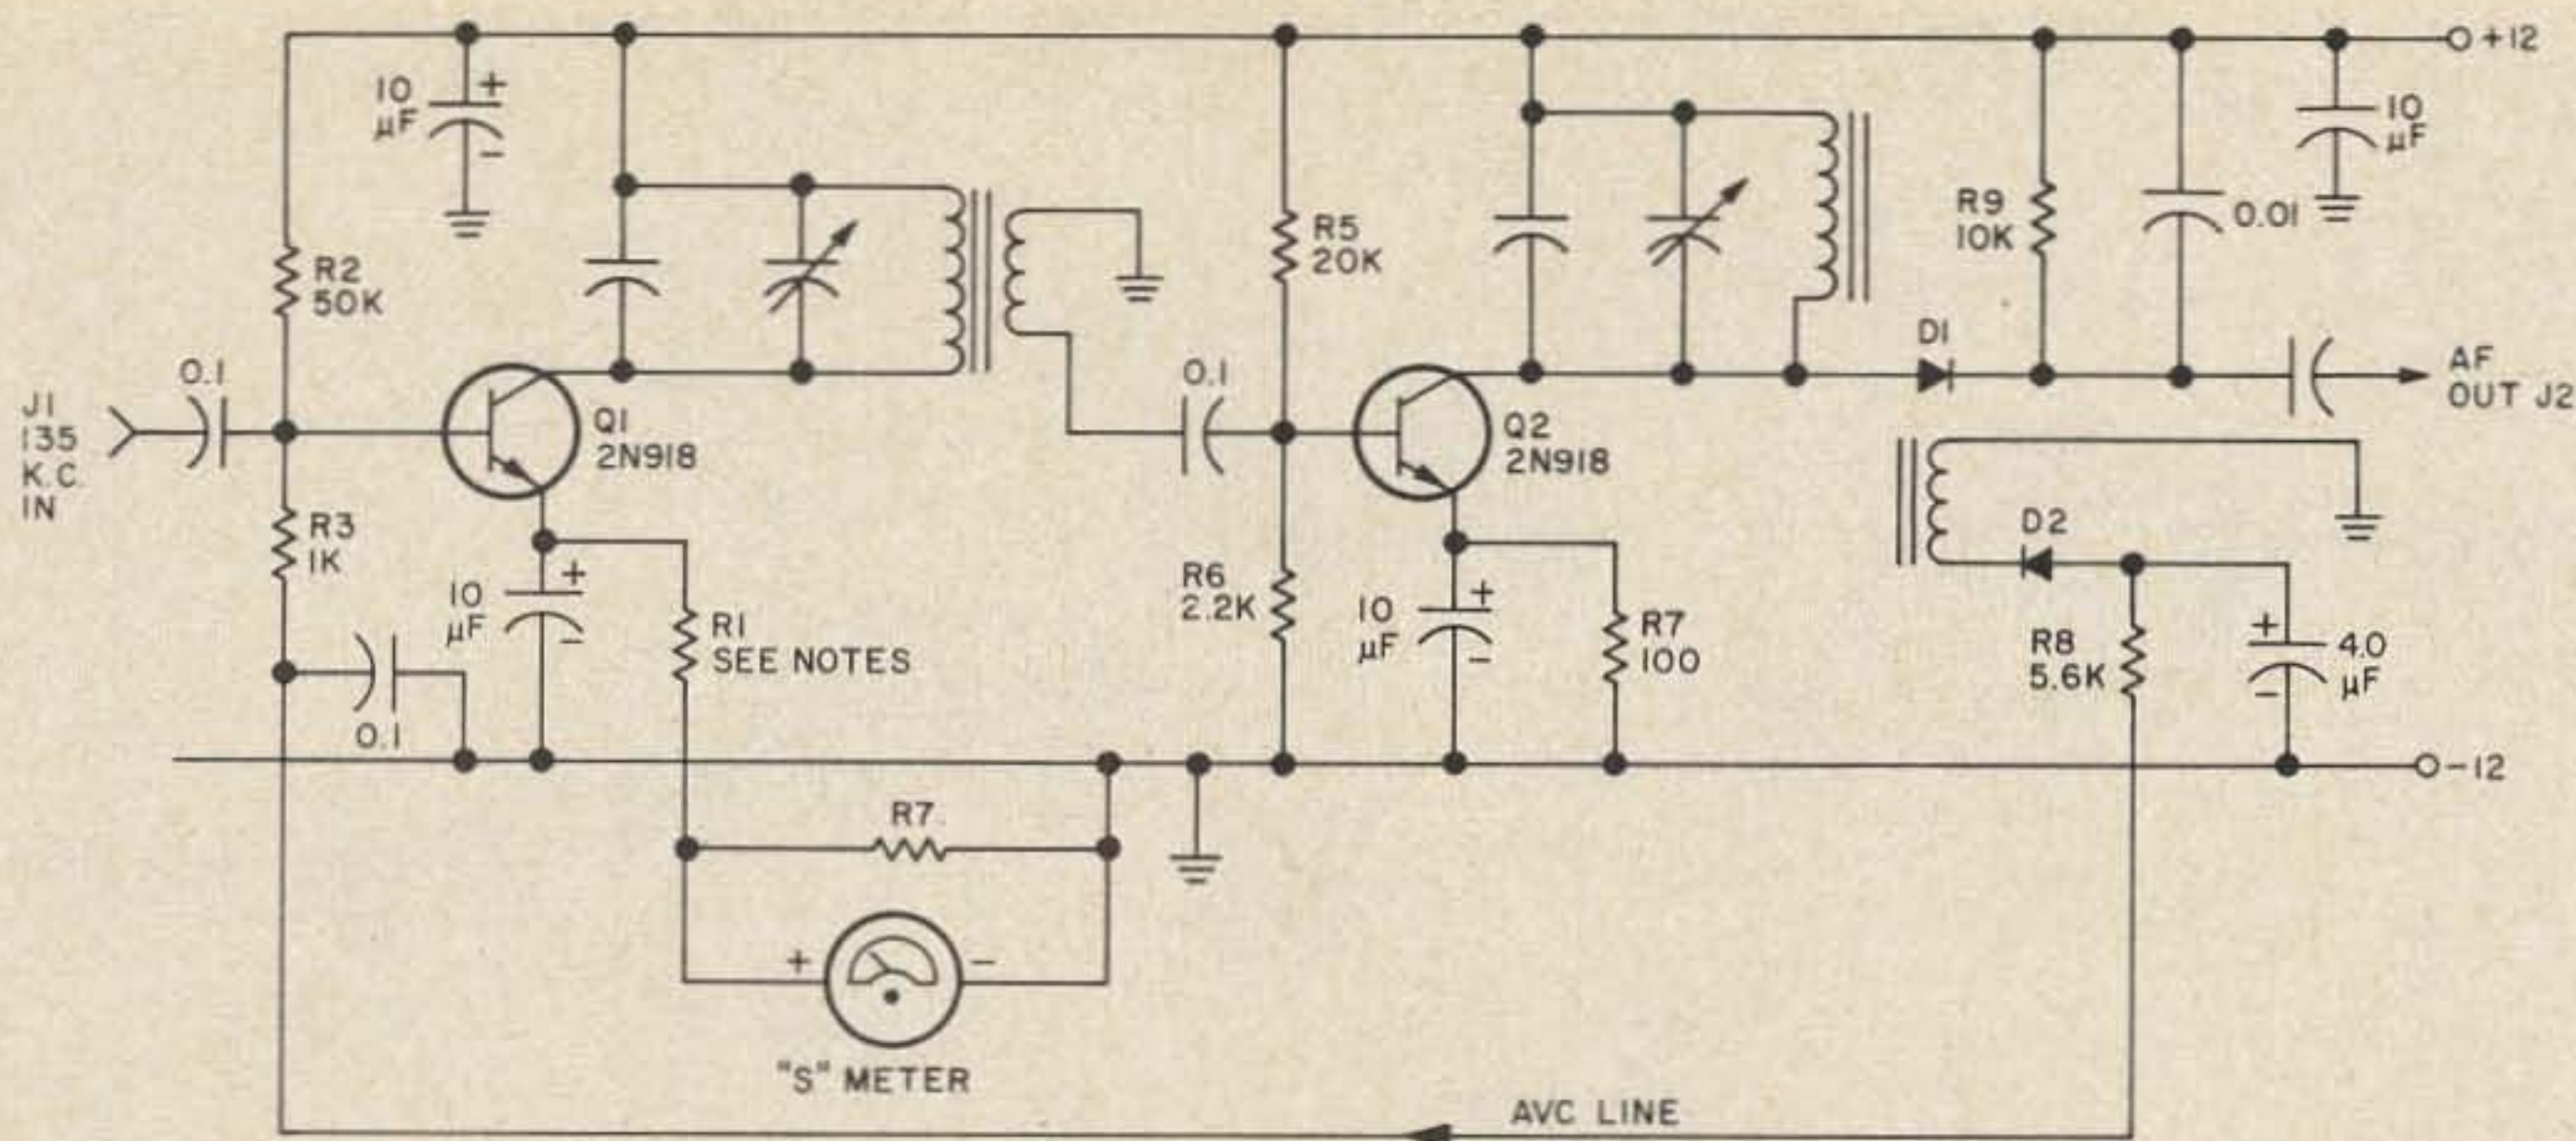 +12
10
µF
+
-
10
µF
R2
50K
R5
20K
R9
10K
0.01
D1
0.1
J1
135
K.C.
IN
Q1
2N918
0.1
Q2
2N918
AF
OUT J2
R3
1K
D2
10
µF
+
-
R1
SEE NOTES
R6
2.2K
10
µF
+
-
R7
100
R8
5.6K
+
-
4.0
µF
0.1
-12
R7
+
-
"S" METER
AVC LINE